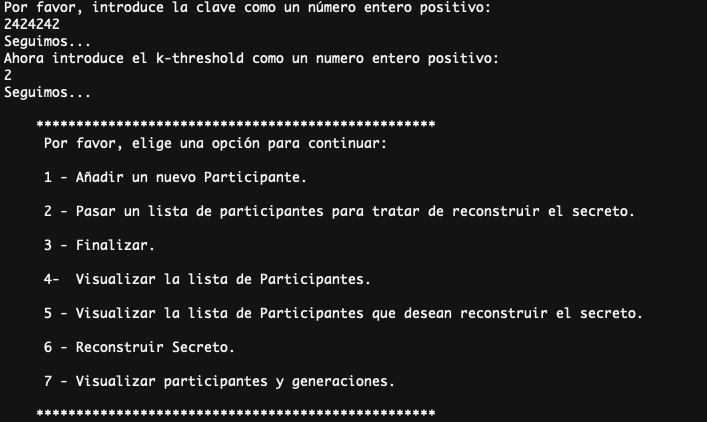 Por favor, introduce la clave como un número entero positivo:
2424242
Seguimos...
Ahora introduce el k-threshold como un numero entero positivo:
2
Seguimos...
**************************************************
Por favor, elige una opción para continuar:
1 - Añadir un nuevo Participante.
2 - Pasar un lista de participantes para tratar de reconstruir el secreto.
3 - Finalizar.
4-  Visualizar la lista de Participantes.
5 - Visualizar la lista de Participantes que desean reconstruir el secreto.
6 - Reconstruir Secreto.
7 - Visualizar participantes y generaciones.
**************************************************